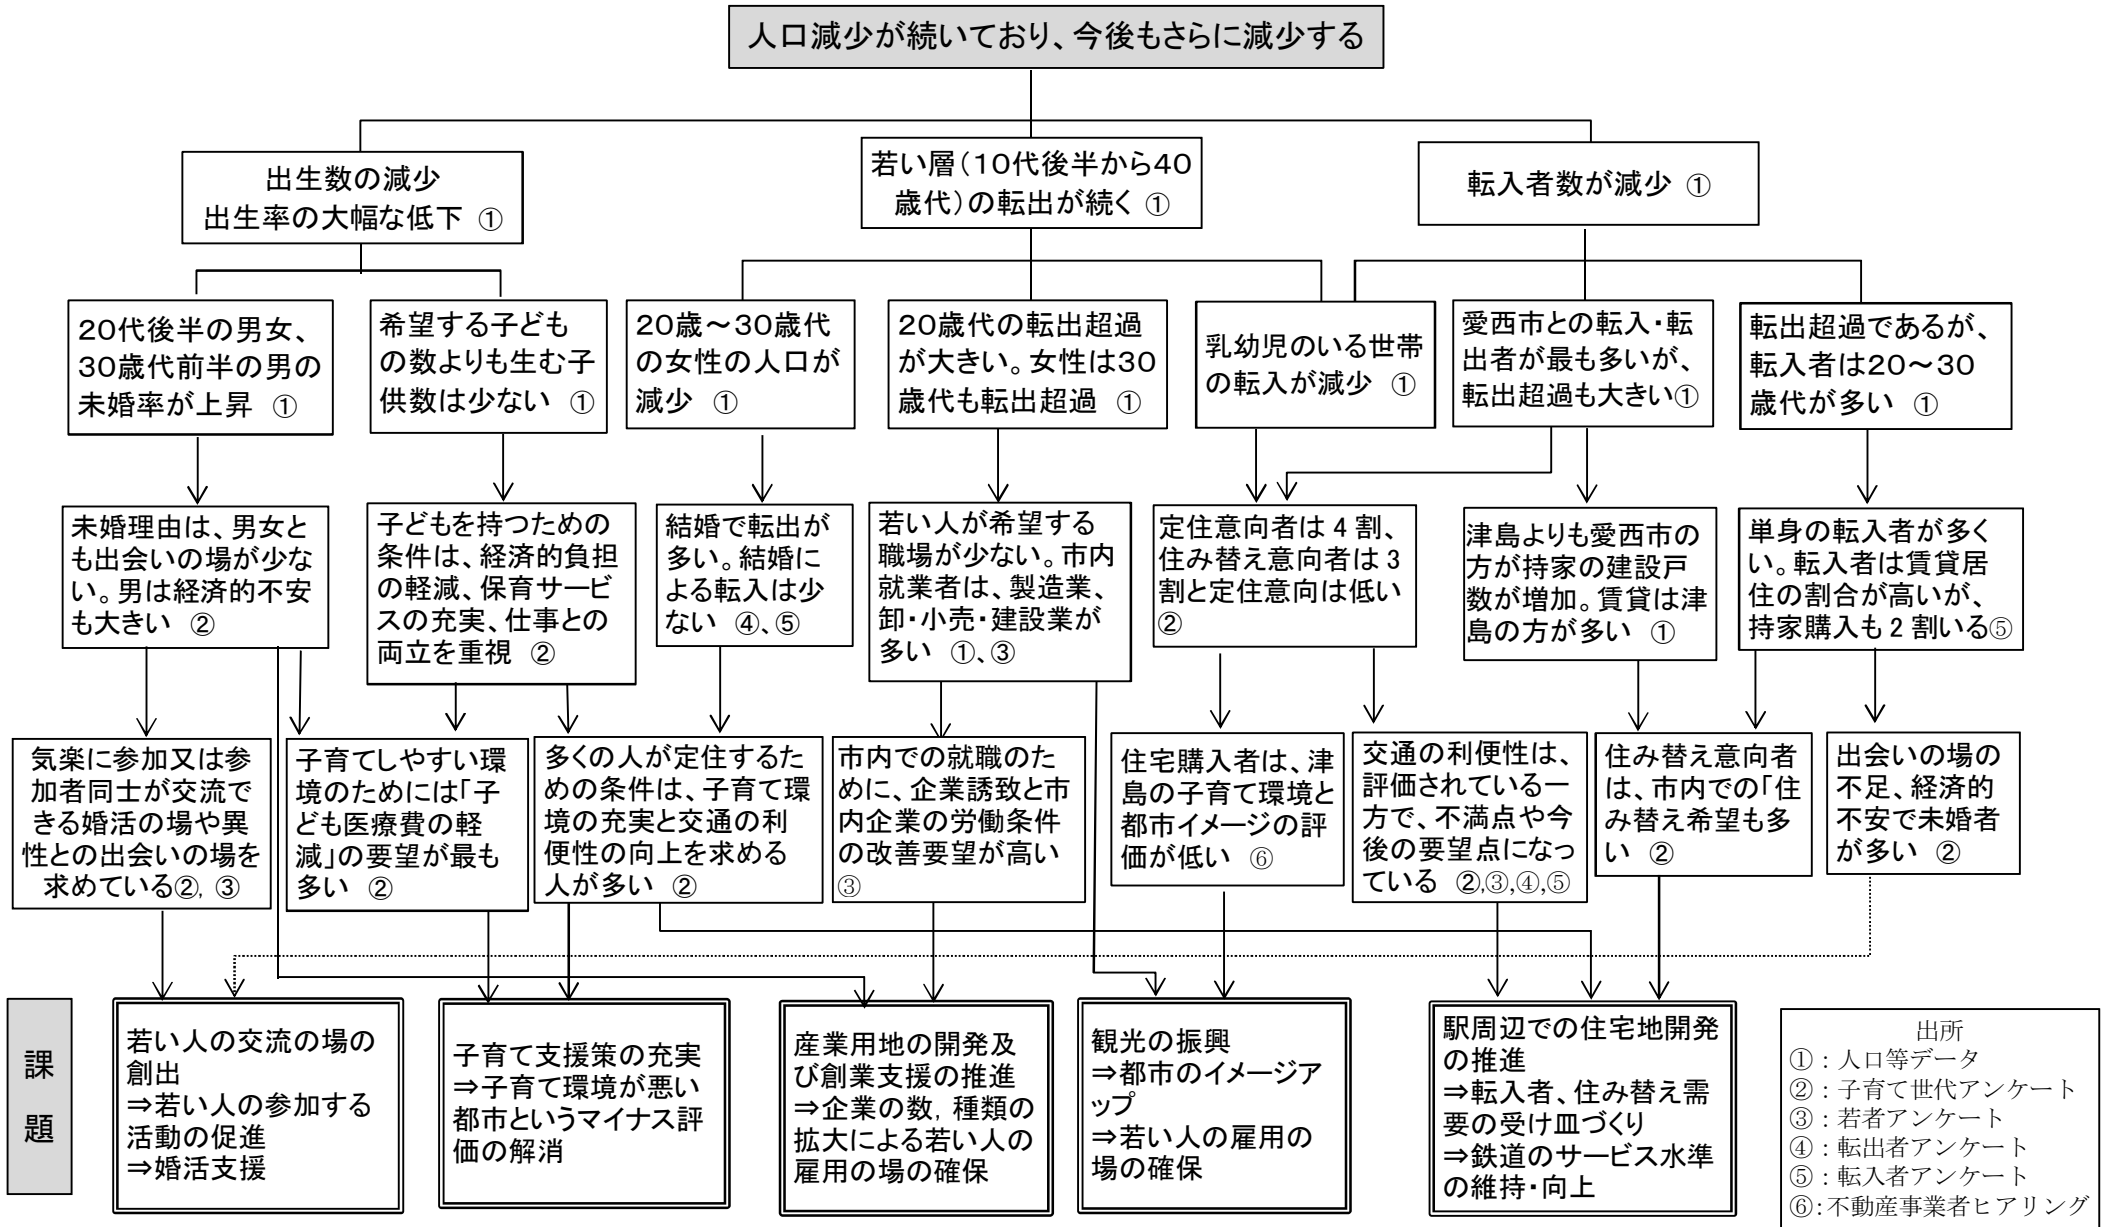 人口減少が続いており、今後もさらに減少する
出生数の減少
出生率の大幅な低下 ①
若い層(10代後半から40
歳代)の転出が続く ①
転入者数が減少 ①
20代後半の男女、
30歳代前半の男の
未婚率が上昇 ①
希望する子ども
の数よりも生む子
供数は少ない ①
20歳～30歳代
の女性の人口が
減少 ①
20歳代の転出超過
が大きい。女性は30
歳代も転出超過 ①
乳幼児のいる世帯
の転入が減少 ①
愛西市との転入・転
出者が最も多いが、
転出超過も大きい①
転出超過であるが、
転入者は20～30
歳代が多い ①
未婚理由は、男女と
も出会いの場が少な
い。男は経済的不安
も大きい ②
子どもを持つための
条件は、経済的負担
の軽減、保育サービ
スの充実、仕事との
両立を重視 ②
結婚で転出が
多い。結婚に
よる転入は少
ない ④、⑤
若い人が希望する
職場が少ない。市内
就業者は、製造業、
卸・小売・建設業が
多い ①、③
定住意向者は4割、
住み替え意向者は3
割と定住意向は低い
②
津島よりも愛西市の
方が持家の建設戸
数が増加。賃貸は津
島の方が多い ①
単身の転入者が多く
い。転入者は賃貸居
住の割合が高いが、
持家購入も2割いる⑤
気楽に参加又は参
加者同士が交流で
きる婚活の場や異
性との出会いの場を
求めている②,③
子育てしやすい環
境のためには「子
ども医療費の軽
減」の要望が最も
多い ②
多くの人が定住するた
めの条件は、子育て環
境の充実と交通の利
便性の向上を求める
人が多い ②
市内での就職のた
めに、企業誘致と市
内企業の労働条件
の改善要望が高い
③
住宅購入者は、津
島の子育て環境と
都市イメージの評
価が低い ⑥
交通の利便性は、
評価されている一
方で、不満点や今
後の要望点になっ
ている ②,③,④,⑤
住み替え意向者
は、市内での「住
み替え希望も多
い ②
出会いの場の
不足、経済的
不安で未婚者
が多い ②
課
題
若い人の交流の場の
創出
⇒若い人の参加する
活動の促進
⇒婚活支援
子育て支援策の充実
⇒子育て環境が悪い
都市というマイナス評
価の解消
産業用地の開発及
び創業支援の推進
⇒企業の数,種類の
拡大による若い人の
雇用の場の確保
観光の振興
⇒都市のイメージア
ップ
⇒若い人の雇用の
場の確保
駅周辺での住宅地開発
の推進
⇒転入者、住み替え需
要の受け皿づくり
⇒鉄道のサービス水準
の維持・向上
出所
①：人口等データ
②：子育て世代アンケート
③：若者アンケート
④：転出者アンケート
⑤：転入者アンケート
⑥：不動産事業者ヒアリング